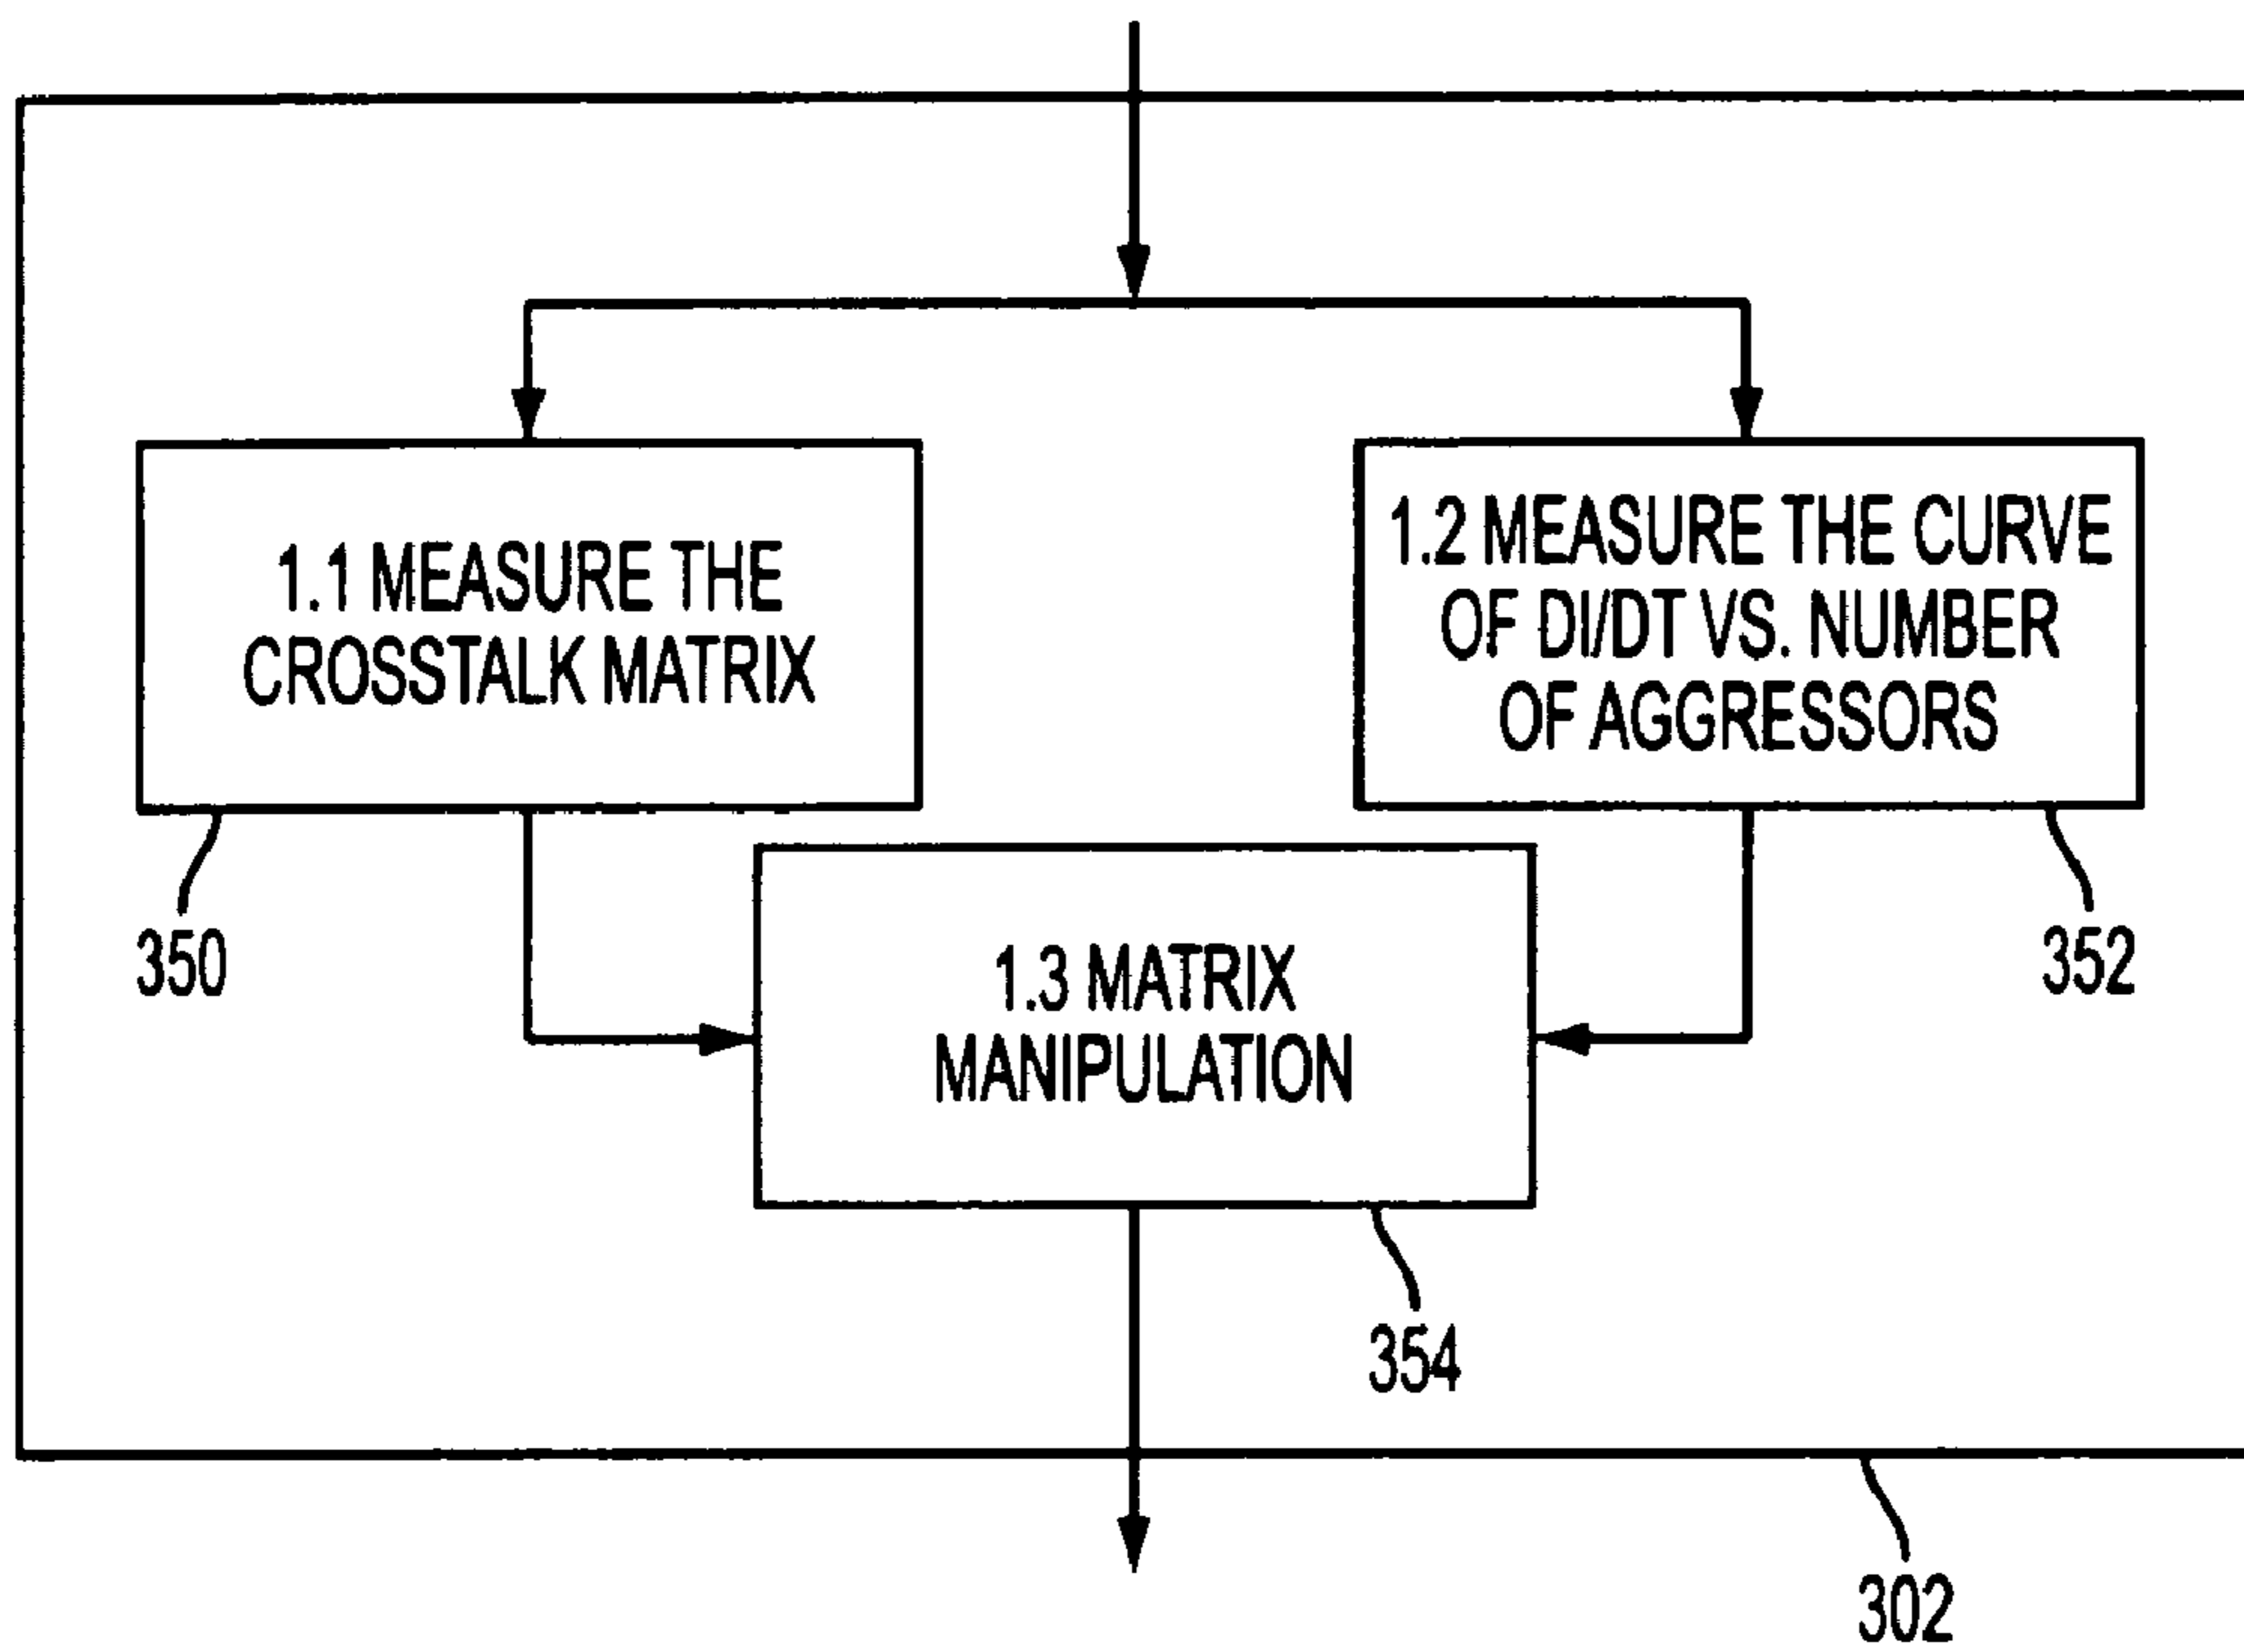 1.1 MEASURE THE
CROSSTALK MATRIX
1.2 MEASURE THE CURVE
OF DI/DT VS. NUMBER
OF AGGRESSORS
350
352
1.3 MATRIX
MANIPULATION
354
302